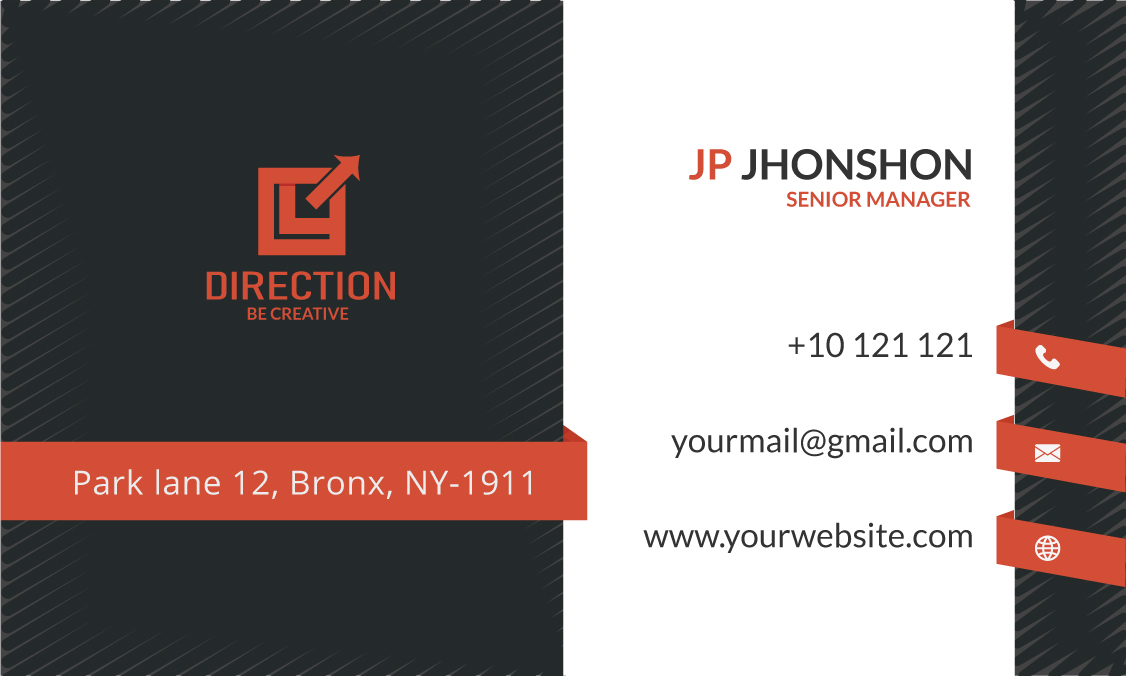 DIRECTION
BE CREATIVE
Park lane 12, Bronx, NY-1911
JP JHONSHON
SENIOR MANAGER
+10 121 121
yourmail@gmail.com
www.yourwebsite.com